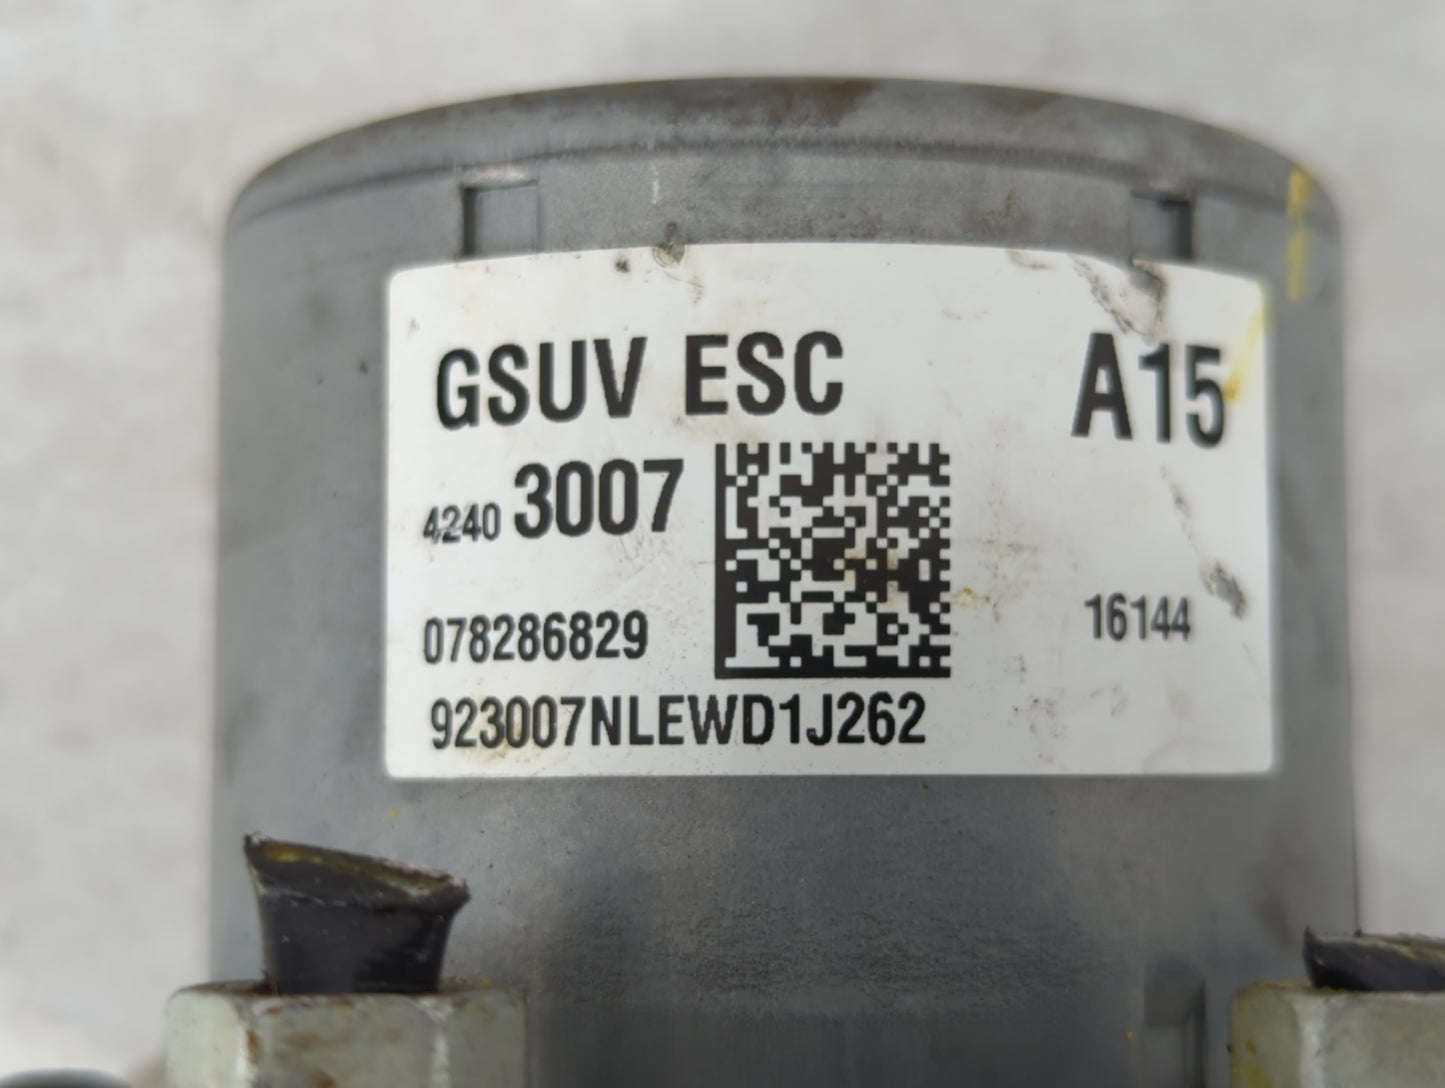 GSUV ESC A15
4240 3007
078286829 16144
923007NLEWD1J262